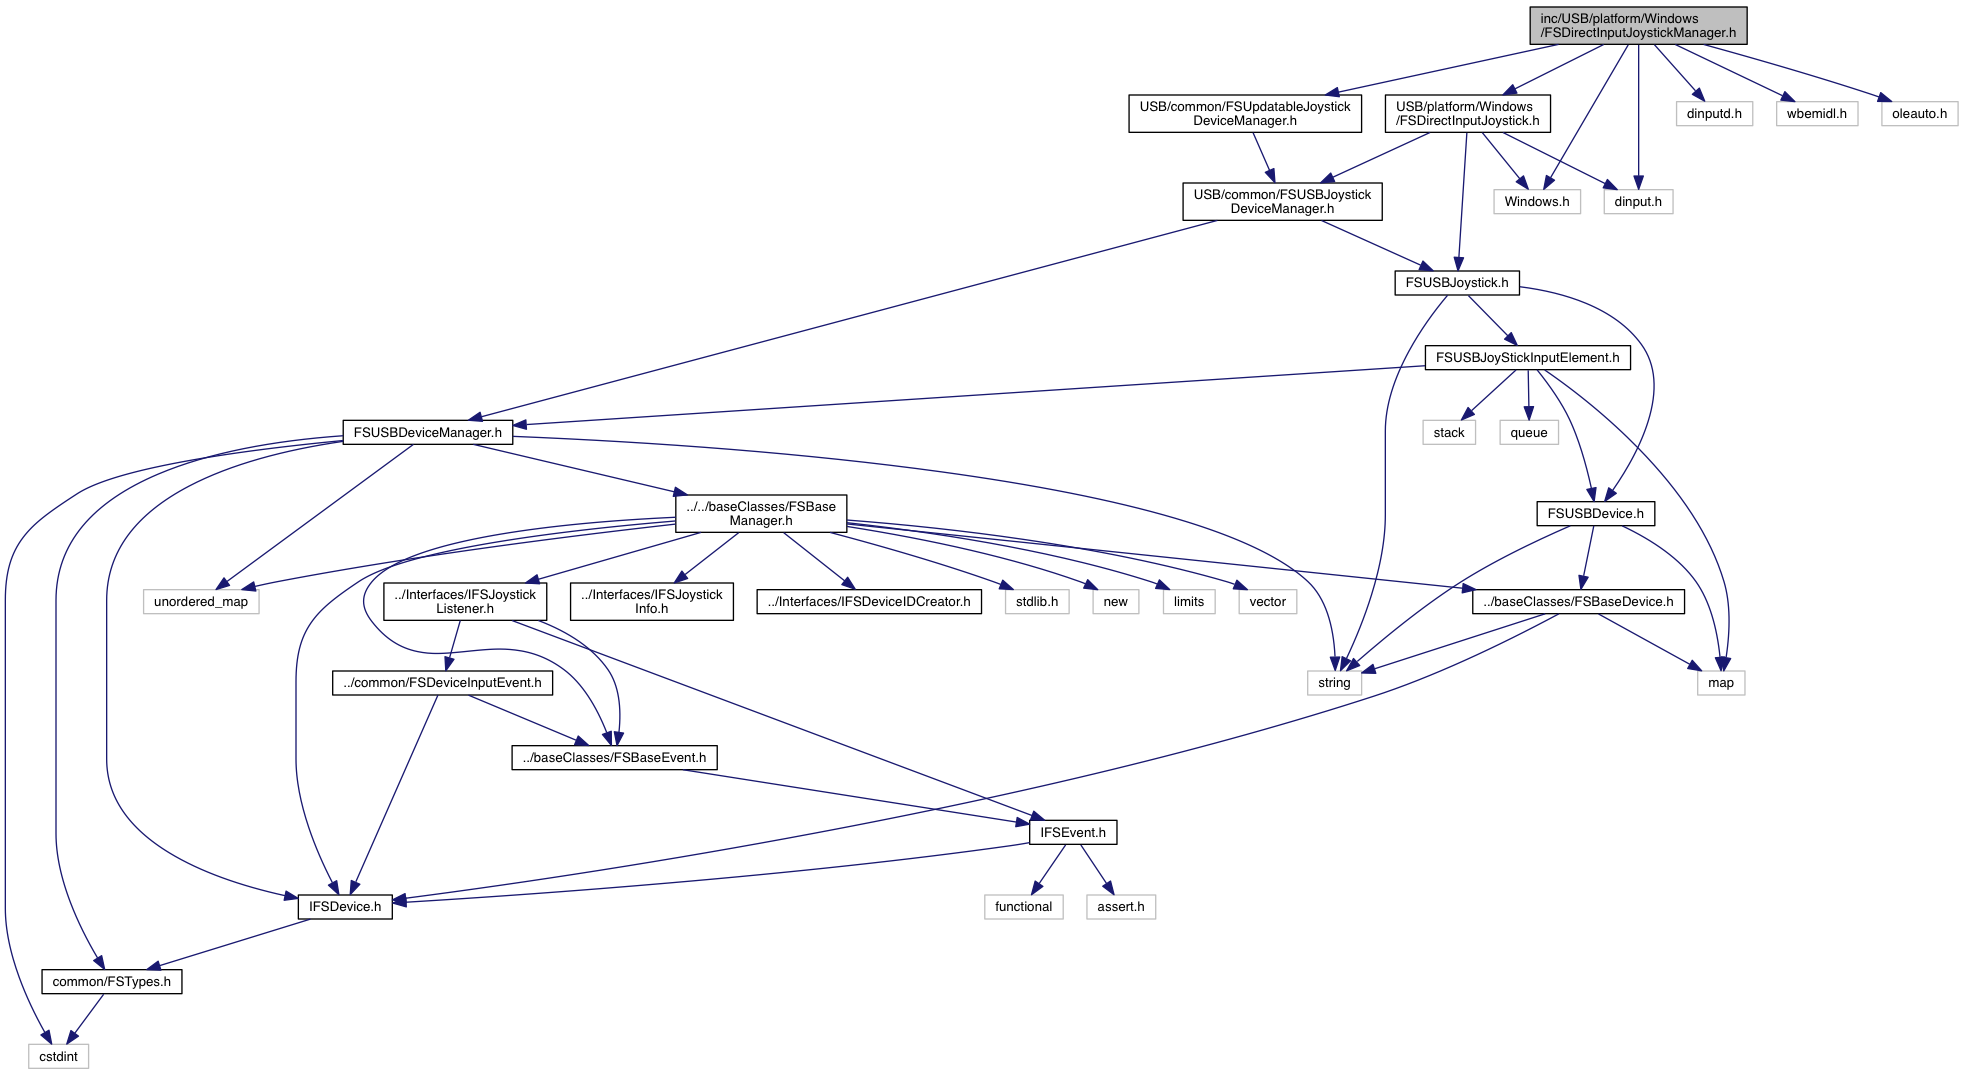 inc/USB/platform/Windows
/FSDirectInputJoystickManager.h
USB/common/FSUpdatableJoystick
DeviceManager.h
USB/platform/Windows
/FSDirectInputJoystick.h
dinputd.h
wbemidl.h
oleauto.h
USB/common/FSUSBJoystick
DeviceManager.h
Windows.h
dinput.h
FSUSBJoystick.h
FSUSBJoyStickInputElement.h
FSUSBDeviceManager.h
stack
queue
../../baseClasses/FSBase
Manager.h
FSUSBDevice.h
unordered_map
../Interfaces/IFSJoystick
Listener.h
../Interfaces/IFSJoystick
Info.h
../Interfaces/IFSDeviceIDCreator.h
stdlib.h
new
limits
vector
../baseClasses/FSBaseDevice.h
../common/FSDeviceInputEvent.h
string
map
../baseClasses/FSBaseEvent.h
IFSEvent.h
IFSDevice.h
functional
assert.h
common/FSTypes.h
cstdint